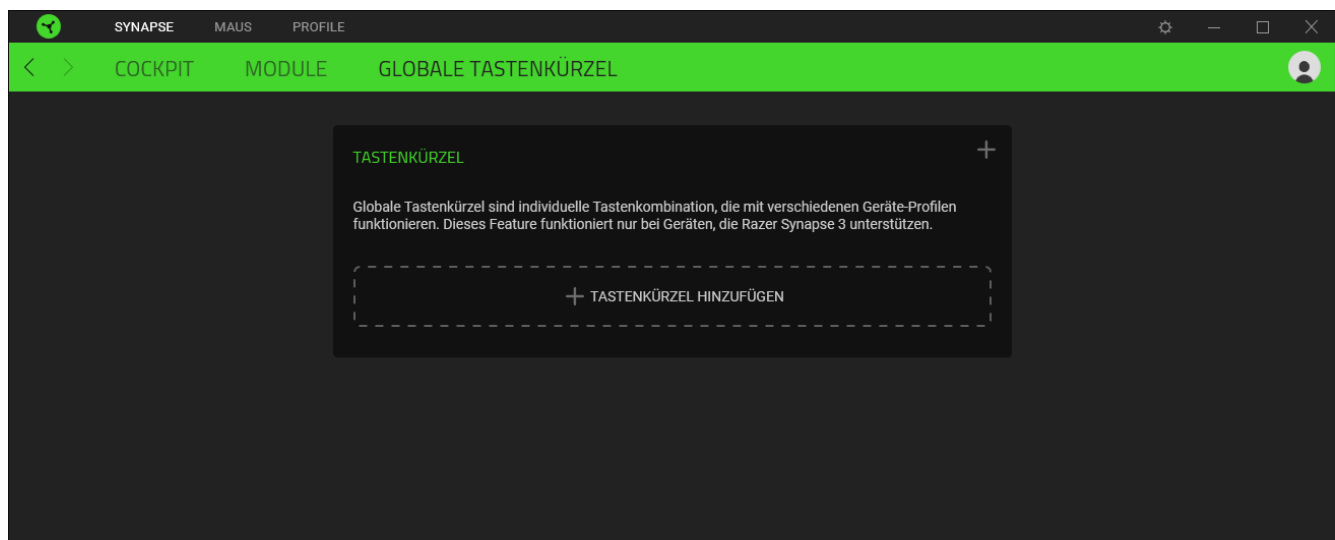 SYNAPSE MAUS PROFILE
COCKPIT MODULE GLOBALE TASTENKÜRZEL
TASTENKÜRZEL
Globale Tastenkürzel sind individuelle Tastenkombination, die mit verschiedenen Geräte-Profilen
funktionieren. Dieses Feature funktioniert nur bei Geräten, die Razer Synapse 3 unterstützen.
TASTENKÜRZEL HINZUFÜGEN